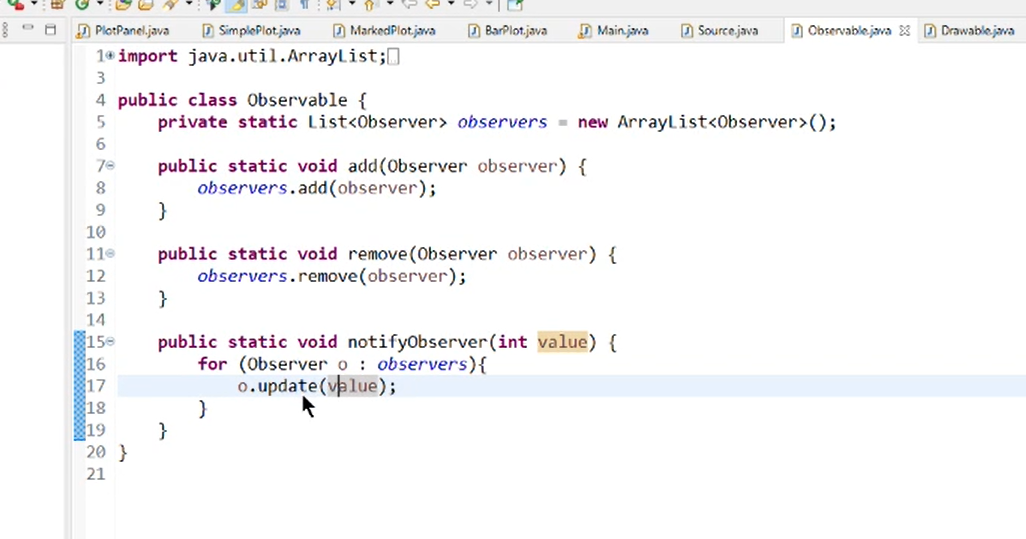 PlotPanel.java SimplePlot.java MarkedPlot.java BarPlot.java Main.java Source.java Observable.java Drawable.java
1 import java.util.ArrayList;
3
4 public class Observable {
5 private static List<Observer> observers = new ArrayList<Observer>();
6
7 public static void add(Observer observer) {
8 observers.add(observer);
9 }
10
11 public static void remove(Observer observer) {
12 observers.remove(observer);
13 }
14
15 public static void notifyObserver(int value) {
16 for (Observer o : observers){
17 o.update(value);
18 }
19 }
20 }
21